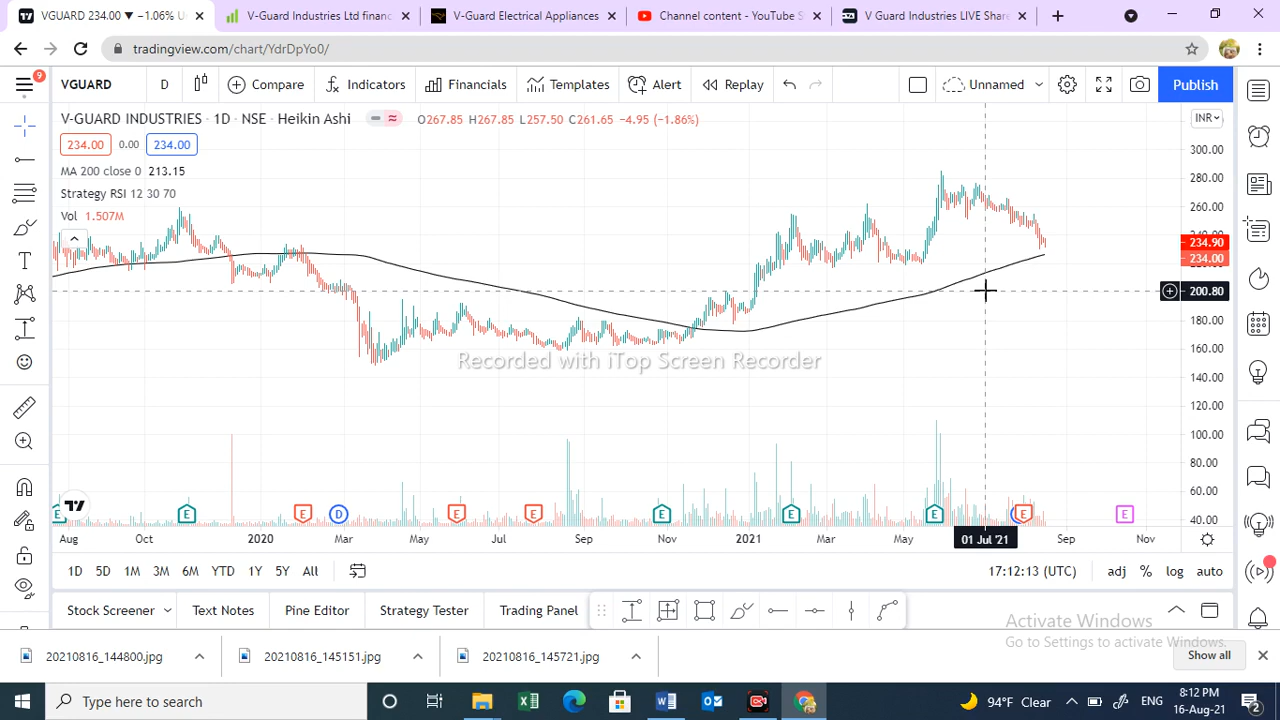 VGUARD 234.00 ▼ −1.06% U
V-Guard Industries Ltd financ
V-Guard Electrical Appliances
Channel content - YouTube S
V Guard Industries LIVE Share
tradingview.com/chart/YdrDpYo0/
9
VGUARD
D
Compare
Indicators
Financials
Templates
Alert
Replay
Unnamed
Publish
V-GUARD INDUSTRIES · 1D · NSE · Heikin Ashi
O267.85 H267.85 L257.50 C261.65 −4.95 (−1.86%)
INR
234.00 0.00 234.00
MA 200 close 0 213.15
Strategy RSI 12 30 70
Vol 1.507M
300.00
280.00
260.00
234.90
234.00
200.80
180.00
160.00
140.00
120.00
100.00
80.00
60.00
40.00
Recorded with iTop Screen Recorder
E E E D E E E E E E E
Aug Oct 2020 Mar May Jul Sep Nov 2021 Mar May 01 Jul '21 Sep Nov
1D 5D 1M 3M 6M YTD 1Y 5Y All
17:12:13 (UTC)
adj % log auto
Stock Screener
Text Notes
Pine Editor
Strategy Tester
Trading Panel
Activate Windows
Go to Settings to activate Windows.
20210816_144800.jpg
20210816_145151.jpg
20210816_145721.jpg
Show all
Type here to search
94°F Clear
ENG
8:12 PM
16-Aug-21
2